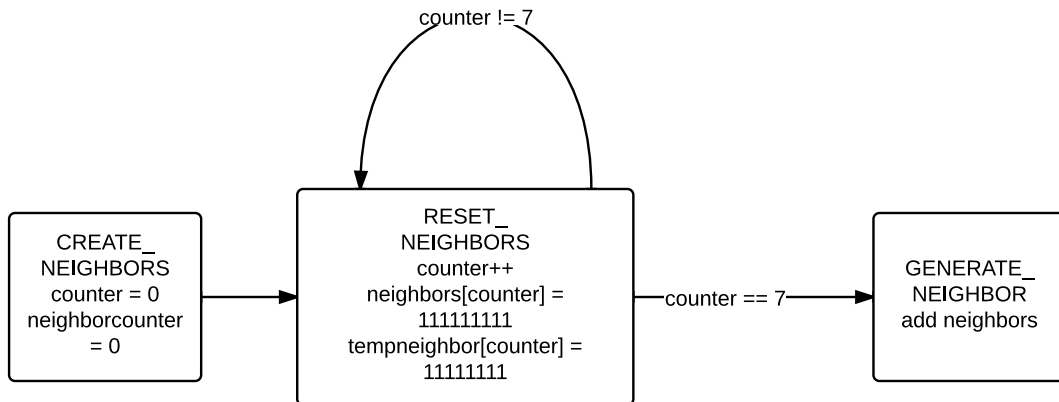 counter != 7
CREATE_
NEIGHBORS
counter = 0
neighborcounter
= 0
RESET_
NEIGHBORS
counter++
neighbors[counter] =
111111111
tempneighbor[counter] =
11111111
counter == 7
GENERATE_
NEIGHBOR
add neighbors